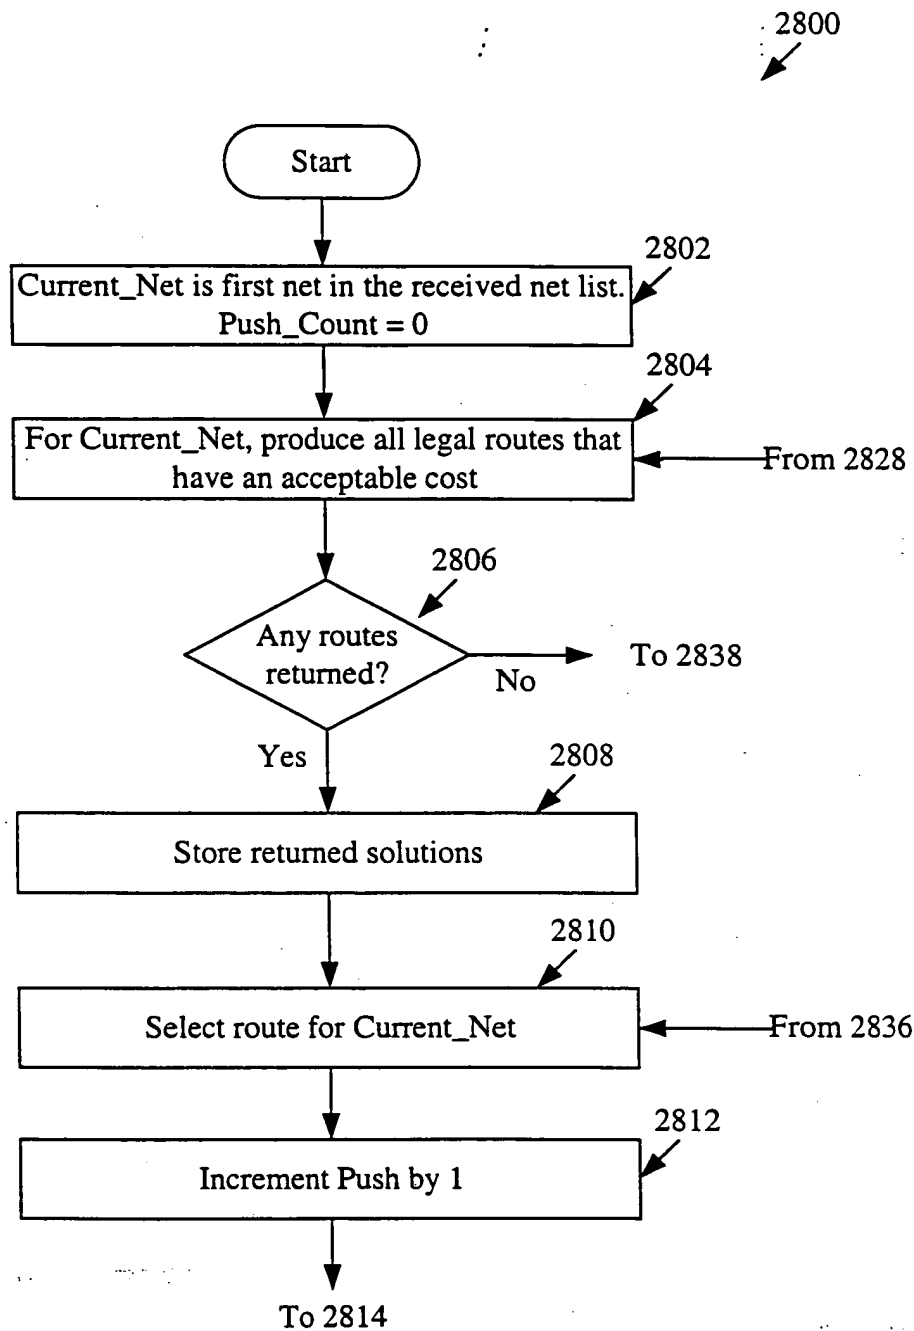 2800
Start
2802
Current_Net is first net in the received net list.
Push_Count = 0
2804
For Current_Net, produce all legal routes that
have an acceptable cost
From 2828
2806
Any routes
returned?
To 2838
No
Yes
2808
Store returned solutions
2810
Select route for Current_Net
From 2836
2812
Increment Push by 1
To 2814